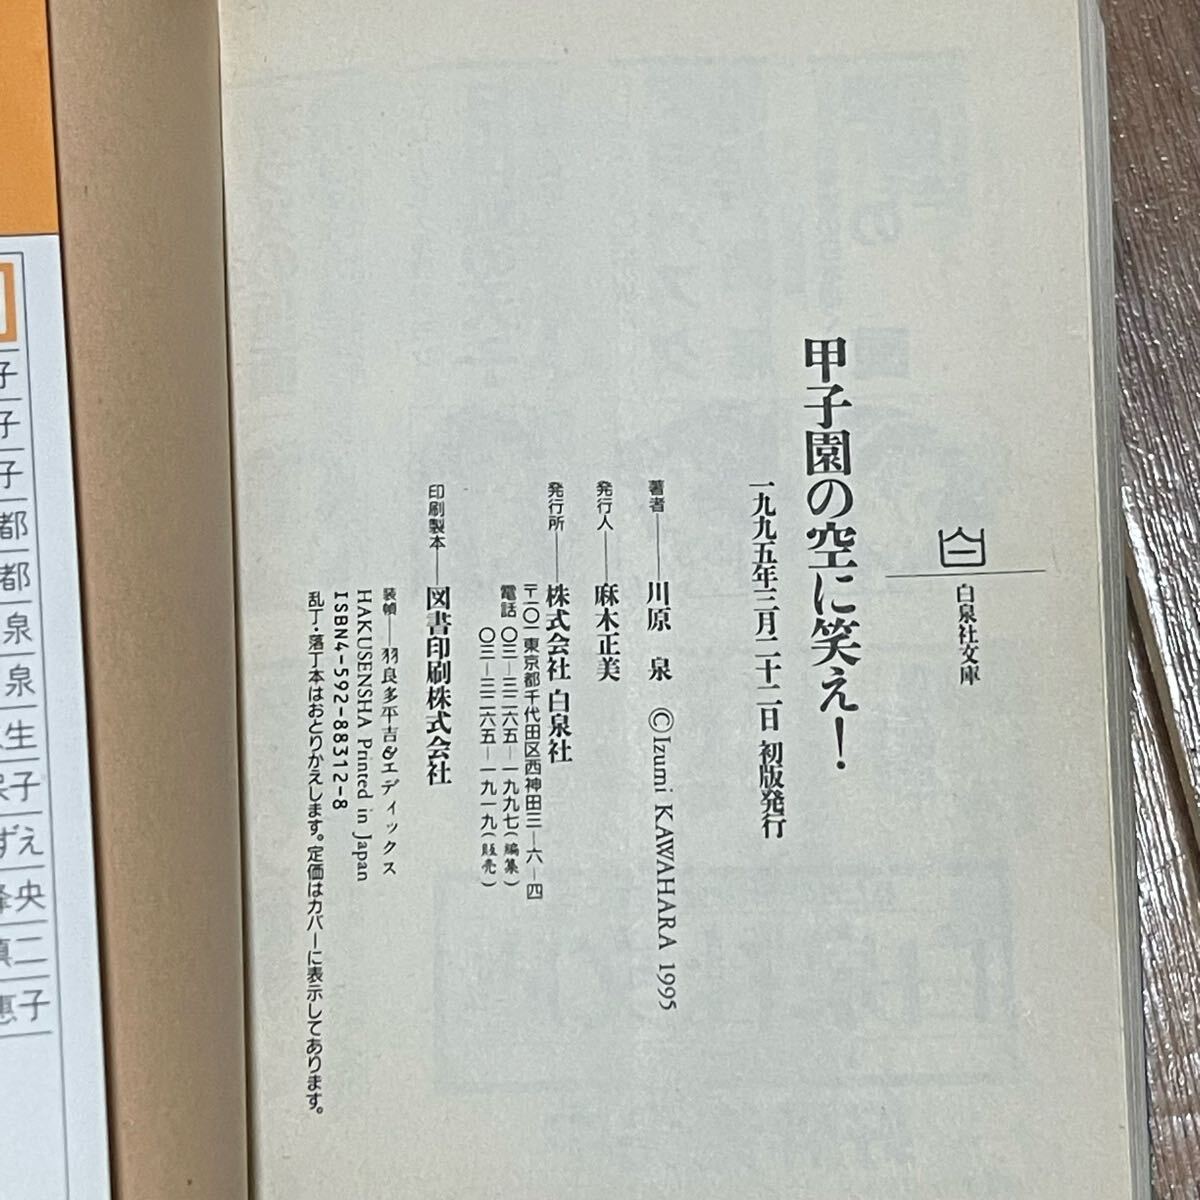 白泉社文庫
甲子園の空に笑え！
一九九五年三月二十二日 初版発行
著者――川原 泉 ©Izumi KAWAHARA 1995
発行人――麻木正美
発行所――株式会社 白泉社
〒一〇一 東京都千代田区西神田三―六―四
電話 〇三―三二六五―一九九七（編集）
〇三―三二六五―一九一九（販売）
印刷製本――図書印刷株式会社
装幀――羽良多平吉&エディックス
HAKUSENSHA Printed in Japan
ISBN4-592-88312-8
乱丁・落丁本はおとりかえします。定価はカバーに表示してあります。
子
子
子
都
都
泉
泉
生
子
ずえ
央
二
恵子